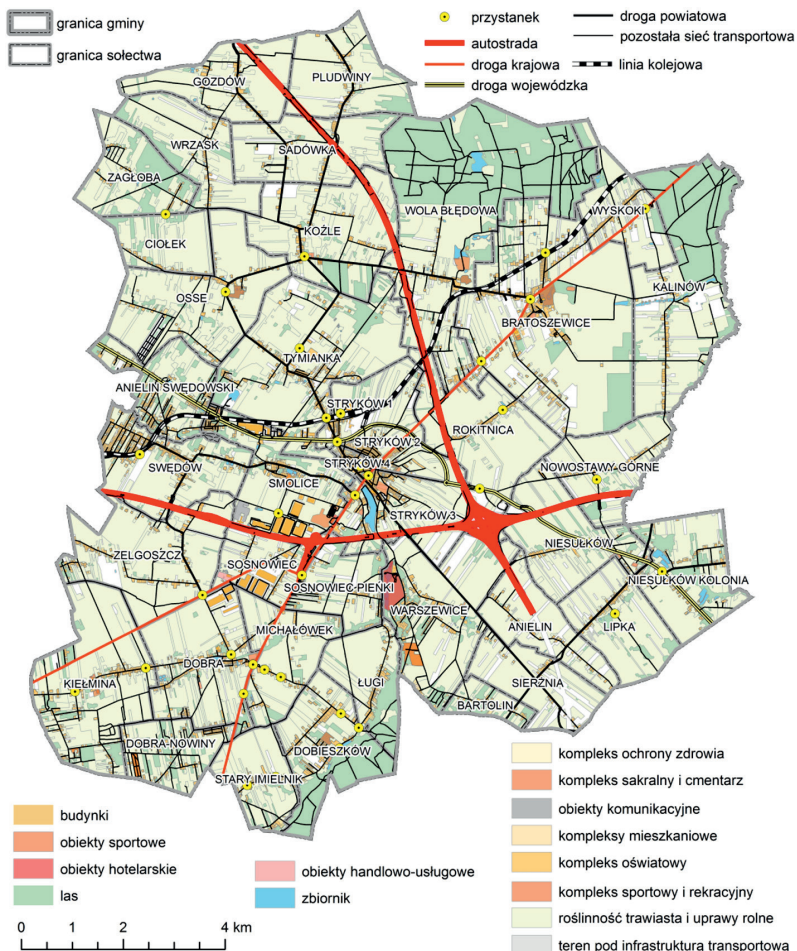 granica gminy
granica sołectwa
przystanek
autostrada
droga krajowa
droga wojewódzka
droga powiatowa
pozostała sieć transportowa
linia kolejowa
GOZDÓW
PLUDWINY
WRZASK
SADÓWKA
ZAGŁOBA
WOLA BŁĘDOWA
WYSKOKI
CIOŁEK
KOŹLE
OSSE
KALINÓW
BRATOSZEWICE
TYMIANKA
ANIELIN SWĘDOWSKI
STRYKÓW 1
ROKITNICA
STRYKÓW 2
SWĘDÓW
STRYKÓW 4
NOWOSTAWY GÓRNE
SMOLICE
STRYKÓW 3
ZELGOSZCZ
NIESUŁKÓW
SOSNOWIEC
NIESUŁKÓW KOLONIA
SOSNOWIEC-PIEŃKI
WARSZEWICE
ANIELIN
LIPKA
MICHAŁÓWEK
DOBRA
KIEŁMINA
ŁUGI
SIERŻNIA
BARTOLIN
DOBRA-NOWINY
DOBIESZKÓW
STARY IMIELNIK
budynki
obiekty sportowe
obiekty hotelarskie
las
obiekty handlowo-usługowe
zbiornik
kompleks ochrony zdrowia
kompleks sakralny i cmentarz
obiekty komunikacyjne
kompleksy mieszkaniowe
kompleks oświatowy
kompleks sportowy i rekracyjny
roślinność trawiasta i uprawy rolne
teren pod infrastrukturą transportową
0 1 2 4 km